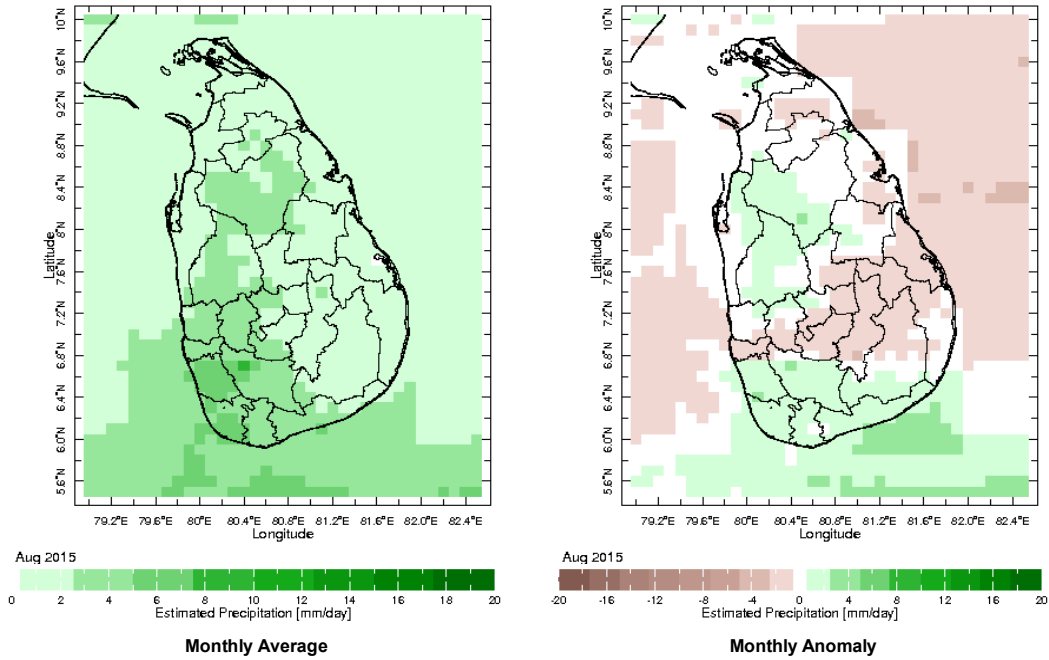 10°N
9.6°N
9.2°N
8.8°N
8.4°N
8°N
7.6°N
7.2°N
6.8°N
6.4°N
6.0°N
5.6°N
Latitude
79.2°E 79.6°E 80°E 80.4°E 80.8°E 81.2°E 81.6°E 82.0°E 82.4°E
Longitude
Aug 2015
0 2 4 6 8 10 12 14 16 18 20
Estimated Precipitation [mm/day]
Monthly Average
10°N
9.6°N
9.2°N
8.8°N
8.4°N
8°N
7.6°N
7.2°N
6.8°N
6.4°N
6.0°N
5.6°N
Latitude
79.2°E 79.6°E 80°E 80.4°E 80.8°E 81.2°E 81.6°E 82.0°E 82.4°E
Longitude
Aug 2015
-20 -16 -12 -8 -4 0 4 8 12 16 20
Estimated Precipitation [mm/day]
Monthly Anomaly